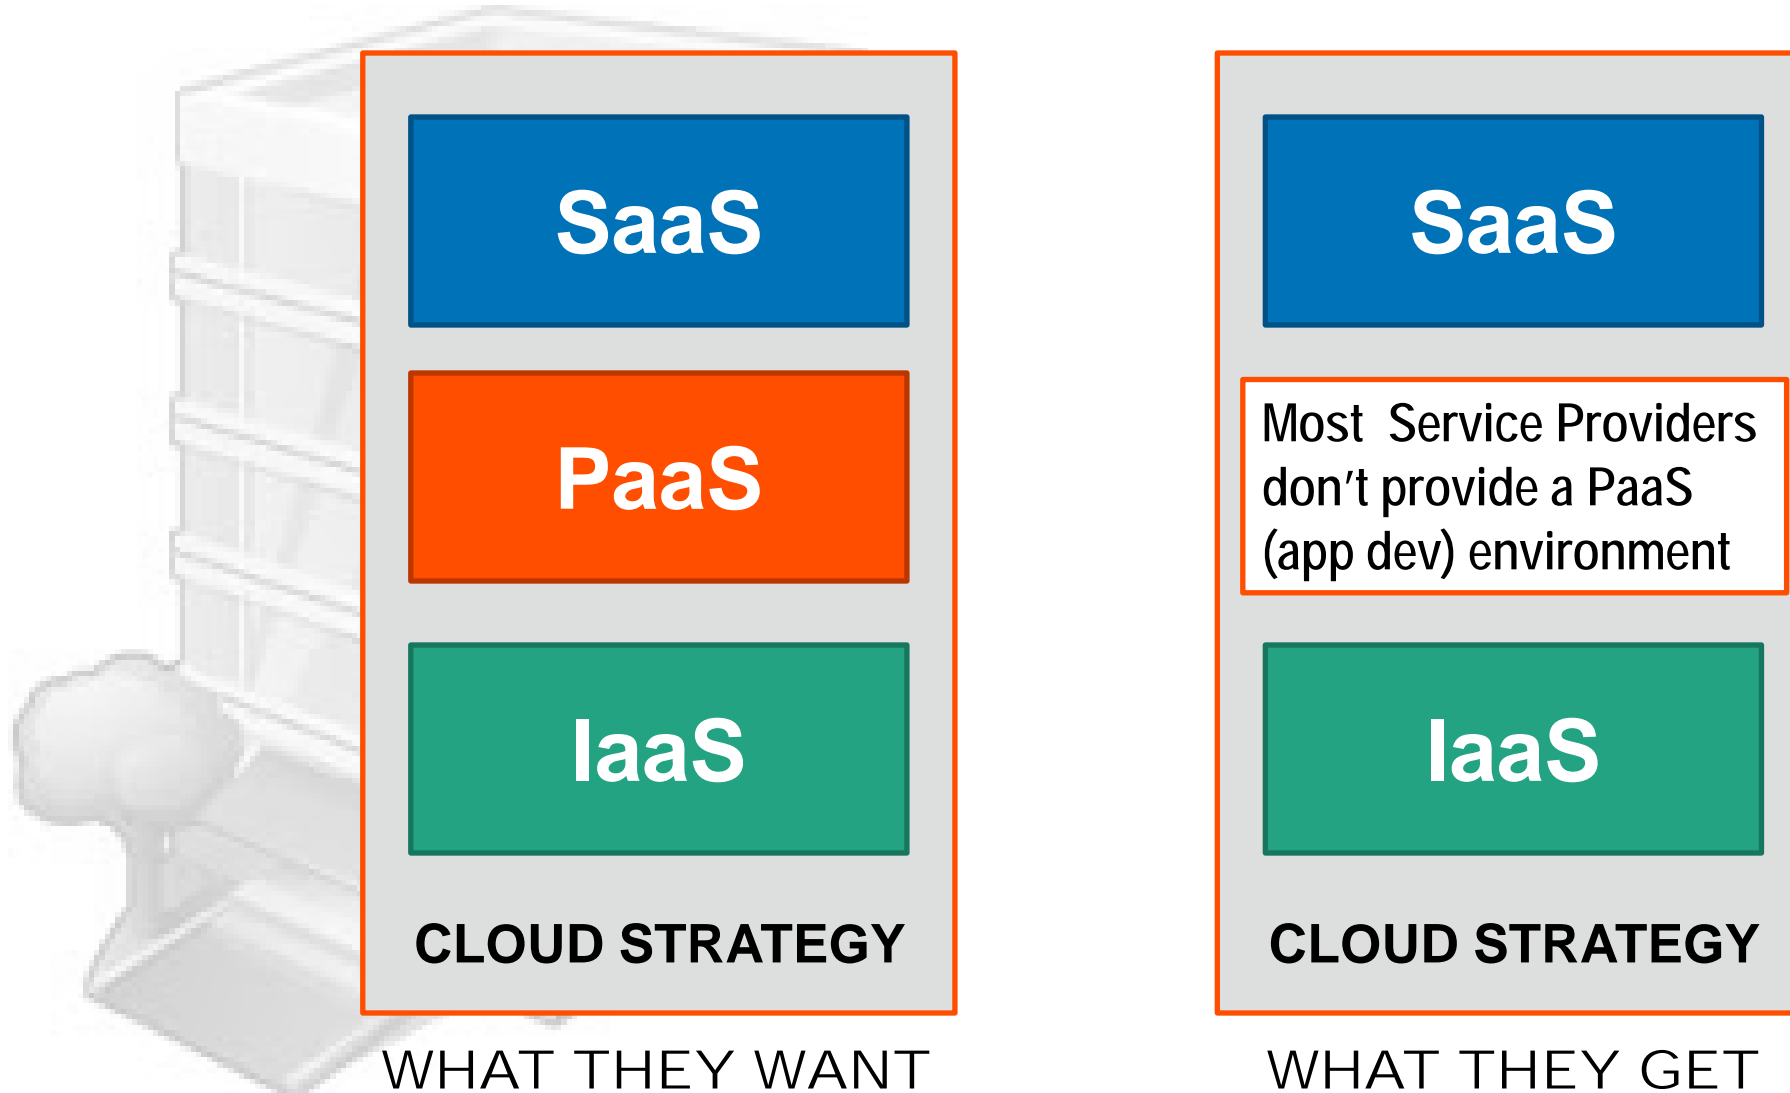 SaaS
PaaS
IaaS
CLOUD STRATEGY
WHAT THEY WANT
SaaS
Most Service Providers
don't provide a PaaS
(app dev) environment
IaaS
CLOUD STRATEGY
WHAT THEY GET